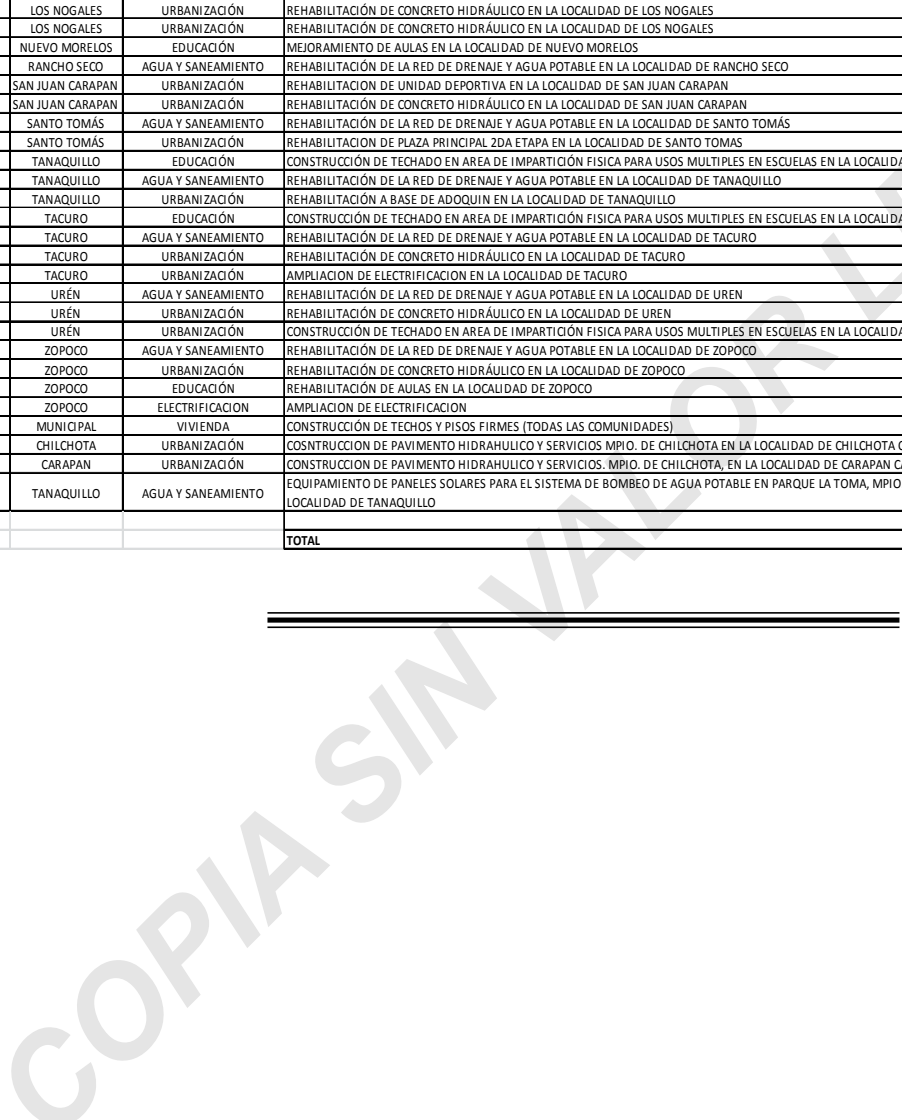 LOS NOGALES URBANIZACIÓN REHABILITACIÓN DE CONCRETO HIDRÁULICO EN LA LOCALIDAD DE LOS NOGALES
LOS NOGALES URBANIZACIÓN REHABILITACIÓN DE CONCRETO HIDRÁULICO EN LA LOCALIDAD DE LOS NOGALES
NUEVO MORELOS EDUCACIÓN MEJORAMIENTO DE AULAS EN LA LOCALIDAD DE NUEVO MORELOS
RANCHO SECO AGUA Y SANEAMIENTO REHABILITACIÓN DE LA RED DE DRENAJE Y AGUA POTABLE EN LA LOCALIDAD DE RANCHO SECO
SAN JUAN CARAPAN URBANIZACIÓN REHABILITACION DE UNIDAD DEPORTIVA EN LA LOCALIDAD DE SAN JUAN CARAPAN
SAN JUAN CARAPAN URBANIZACIÓN REHABILITACIÓN DE CONCRETO HIDRÁULICO EN LA LOCALIDAD DE SAN JUAN CARAPAN
SANTO TOMÁS AGUA Y SANEAMIENTO REHABILITACIÓN DE LA RED DE DRENAJE Y AGUA POTABLE EN LA LOCALIDAD DE SANTO TOMÁS
SANTO TOMÁS URBANIZACIÓN REHABILITACION DE PLAZA PRINCIPAL 2DA ETAPA EN LA LOCALIDAD DE SANTO TOMAS
TANAQUILLO EDUCACIÓN CONSTRUCCIÓN DE TECHADO EN AREA DE IMPARTICIÓN FISICA PARA USOS MULTIPLES EN ESCUELAS EN LA LOCALIDA
TANAQUILLO AGUA Y SANEAMIENTO REHABILITACIÓN DE LA RED DE DRENAJE Y AGUA POTABLE EN LA LOCALIDAD DE TANAQUILLO
TANAQUILLO URBANIZACIÓN REHABILITACIÓN A BASE DE ADOQUIN EN LA LOCALIDAD DE TANAQUILLO
TACURO EDUCACIÓN CONSTRUCCIÓN DE TECHADO EN AREA DE IMPARTICIÓN FISICA PARA USOS MULTIPLES EN ESCUELAS EN LA LOCALIDA
TACURO AGUA Y SANEAMIENTO REHABILITACIÓN DE LA RED DE DRENAJE Y AGUA POTABLE EN LA LOCALIDAD DE TACURO
TACURO URBANIZACIÓN REHABILITACIÓN DE CONCRETO HIDRÁULICO EN LA LOCALIDAD DE TACURO
TACURO URBANIZACIÓN AMPLIACION DE ELECTRIFICACION EN LA LOCALIDAD DE TACURO
URÉN AGUA Y SANEAMIENTO REHABILITACIÓN DE LA RED DE DRENAJE Y AGUA POTABLE EN LA LOCALIDAD DE UREN
URÉN URBANIZACIÓN REHABILITACIÓN DE CONCRETO HIDRÁULICO EN LA LOCALIDAD DE UREN
URÉN URBANIZACIÓN CONSTRUCCIÓN DE TECHADO EN AREA DE IMPARTICIÓN FISICA PARA USOS MULTIPLES EN ESCUELAS EN LA LOCALIDA
ZOPOCO AGUA Y SANEAMIENTO REHABILITACIÓN DE LA RED DE DRENAJE Y AGUA POTABLE EN LA LOCALIDAD DE ZOPOCO
ZOPOCO URBANIZACIÓN REHABILITACIÓN DE CONCRETO HIDRÁULICO EN LA LOCALIDAD DE ZOPOCO
ZOPOCO EDUCACIÓN REHABILITACIÓN DE AULAS EN LA LOCALIDAD DE ZOPOCO
ZOPOCO ELECTRIFICACION AMPLIACION DE ELECTRIFICACION
MUNICIPAL VIVIENDA CONSTRUCCIÓN DE TECHOS Y PISOS FIRMES (TODAS LAS COMUNIDADES)
CHILCHOTA URBANIZACIÓN COSNTRUCCION DE PAVIMENTO HIDRAHULICO Y SERVICIOS MPIO. DE CHILCHOTA EN LA LOCALIDAD DE CHILCHOTA C
CARAPAN URBANIZACIÓN CONSTRUCCION DE PAVIMENTO HIDRAHULICO Y SERVICIOS. MPIO. DE CHILCHOTA, EN LA LOCALIDAD DE CARAPAN CA
TANAQUILLO AGUA Y SANEAMIENTO EQUIPAMIENTO DE PANELES SOLARES PARA EL SISTEMA DE BOMBEO DE AGUA POTABLE EN PARQUE LA TOMA, MPIO
LOCALIDAD DE TANAQUILLO
TOTAL
COPIA SIN VALOR L